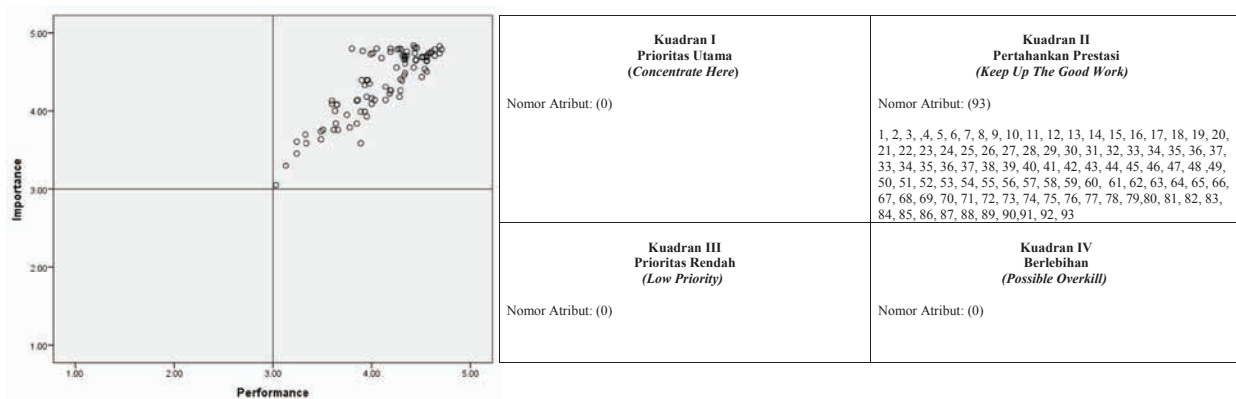 5.00
4.00
3.00
2.00
1.00
Importance
1.00 2.00 3.00 4.00 5.00
Performance
Kuadran I
Prioritas Utama
(Concentrate Here)
Nomor Atribut: (0)
Kuadran II
Pertahankan Prestasi
(Keep Up The Good Work)
Nomor Atribut: (93)
1, 2, 3, ,4, 5, 6, 7, 8, 9, 10, 11, 12, 13, 14, 15, 16, 17, 18, 19, 20,
21, 22, 23, 24, 25, 26, 27, 28, 29, 30, 31, 32, 33, 34, 35, 36, 37,
33, 34, 35, 36, 37, 38, 39, 40, 41, 42, 43, 44, 45, 46, 47, 48 ,49,
50, 51, 52, 53, 54, 55, 56, 57, 58, 59, 60, 61, 62, 63, 64, 65, 66,
67, 68, 69, 70, 71, 72, 73, 74, 75, 76, 77, 78, 79,80, 81, 82, 83,
84, 85, 86, 87, 88, 89, 90,91, 92, 93
Kuadran III
Prioritas Rendah
(Low Priority)
Nomor Atribut: (0)
Kuadran IV
Berlebihan
(Possible Overkill)
Nomor Atribut: (0)